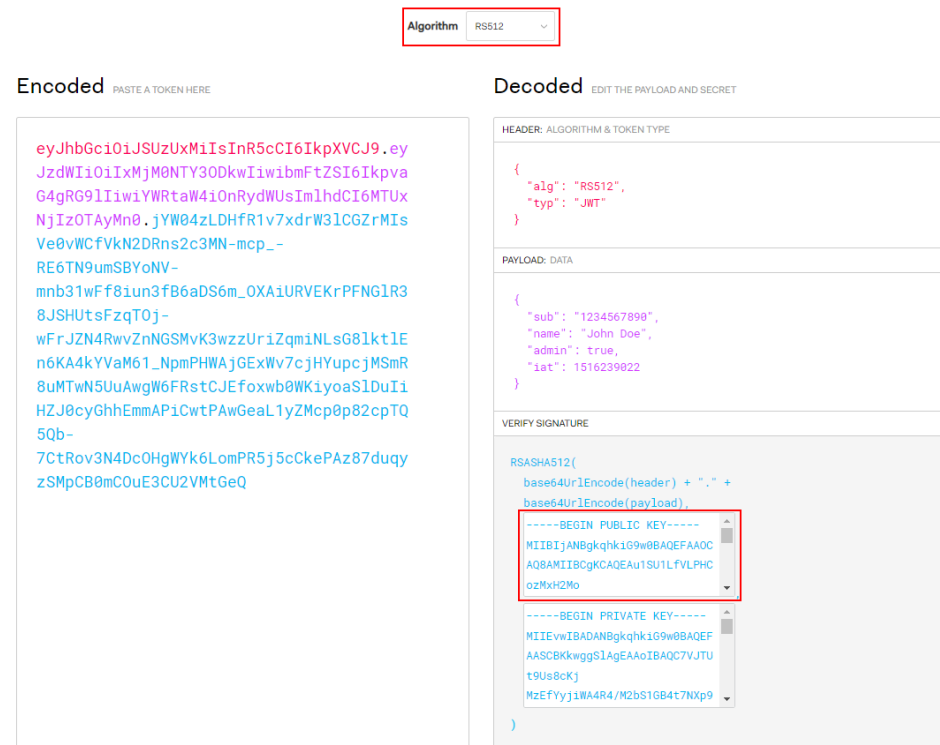 Algorithm RS512
Encoded PASTE A TOKEN HERE
eyJhbGciOiJSUzUxMiIsInR5cCI6IkpXVCJ9.ey
JzdWIiOiIxMjM0NTY3ODkwIiwibmFtZSI6Ikpva
G4gRG9lIiwiYWRtaW4iOnRydWUsImlhdCI6MTUx
NjIzOTAyMn0.jYW04zLDHfR1v7xdrW3lCGZrMIs
Ve0vWCfVkN2DRns2c3MN-mcp_-
RE6TN9umSBYoNV-
mnb31wFf8iun3fB6aDS6m_OXAiURVEKrPFNGlR3
8JSHUtsFzqTOj-
wFrJZN4RwvZnNGSMvK3wzzUriZqmiNLsG8lktlE
n6KA4kYVaM61_NpmPHWAjGExWv7cjHYupcjMSmR
8uMTwN5UuAwgW6FRstCJEfoxwb0WKiyoaSlDuIi
HZJ0cyGhhEmmAPiCwtPAwGeaL1yZMcp0p82cpTQ
5Qb-
7CtRov3N4DcOHgWYk6LomPR5j5cCkePAz87duqy
zSMpCB0mCOuE3CU2VMtGeQ
Decoded EDIT THE PAYLOAD AND SECRET
HEADER: ALGORITHM & TOKEN TYPE
{
"alg": "RS512",
"typ": "JWT"
}
PAYLOAD: DATA
{
"sub": "1234567890",
"name": "John Doe",
"admin": true,
"iat": 1516239022
}
VERIFY SIGNATURE
RSASHA512(
base64UrlEncode(header) + "." +
base64UrlEncode(payload),
-----BEGIN PUBLIC KEY-----
MIIBIjANBgkqhkiG9w0BAQEFAAOC
AQ8AMIIBCgKCAQEAu1SU1LfVLPHC
ozMxH2Mo
,
-----BEGIN PRIVATE KEY-----
MIIEvwIBADANBgkqhkiG9w0BAQEF
AASCBKkwggSlAgEAAoIBAQC7VJTU
t9Us8cKj
MzEfYyjiWA4R4/M2bS1GB4t7NXp9
)